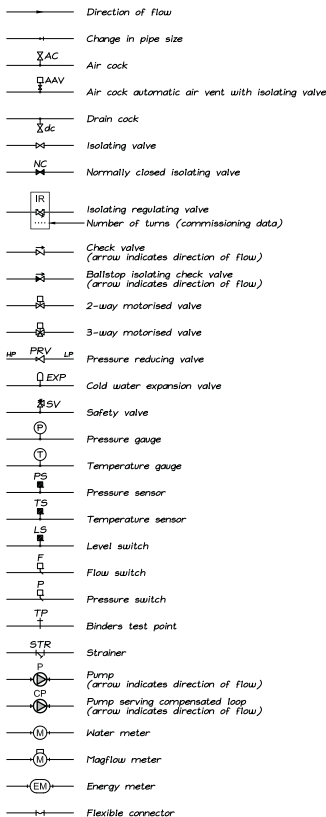 Direction of flow
Change in pipe size
AC
Air cock
AAV
Air cock automatic air vent with isolating valve
Drain cock
dc
Isolating valve
NC
Normally closed isolating valve
IR
Isolating regulating valve
Number of turns (commissioning data)
Check valve
(arrow indicates direction of flow)
Ballstop isolating check valve
(arrow indicates direction of flow)
2-way motorised valve
3-way motorised valve
HP PRV LP
Pressure reducing valve
EXP
Cold water expansion valve
SV
Safety valve
P
Pressure gauge
T
Temperature gauge
PS
Pressure sensor
TS
Temperature sensor
LS
Level switch
F
Flow switch
P
Pressure switch
TP
Binders test point
STR
Strainer
P
Pump
(arrow indicates direction of flow)
CP
Pump serving compensated loop
(arrow indicates direction of flow)
M
Water meter
M
Magflow meter
EM
Energy meter
Flexible connector